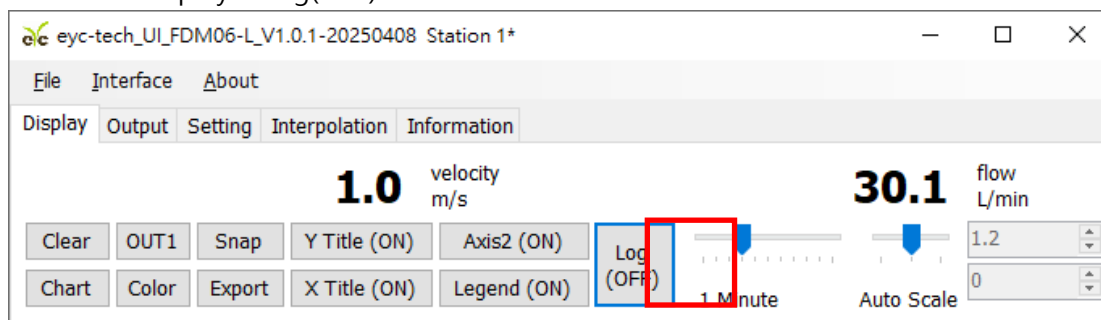 eyc-tech_UI_FDM06-L_V1.0.1-20250408 Station 1*
File Interface About
Display Output Setting Interpolation Information
1.0 velocity m/s 30.1 flow L/min
Clear OUT1 Snap Y Title (ON) Axis2 (ON) Log (OFF) 1.2
Chart Color Export X Title (ON) Legend (ON) 1 Minute Auto Scale 0